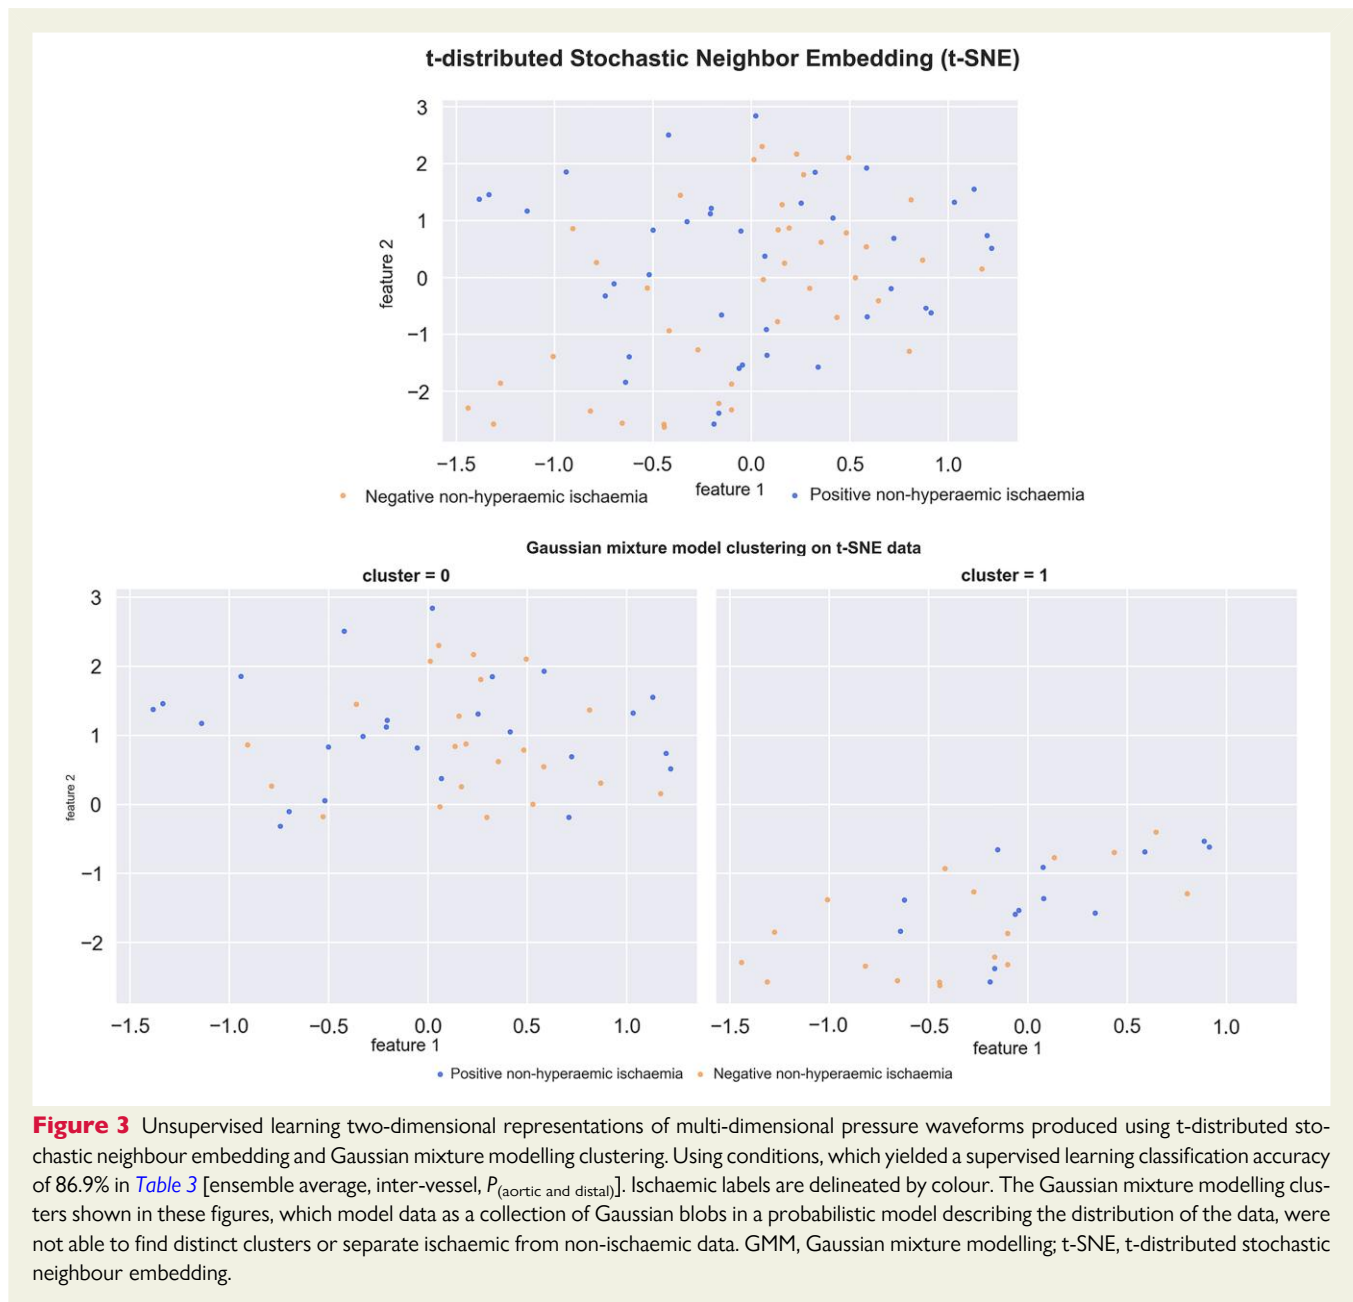 t-distributed Stochastic Neighbor Embedding (t-SNE)
3
2
1
0
−1
−2
feature 2
−1.5 −1.0 −0.5 0.0 0.5 1.0
feature 1
Negative non-hyperaemic ischaemia
Positive non-hyperaemic ischaemia
Gaussian mixture model clustering on t-SNE data
cluster = 0
cluster = 1
3
2
1
0
−1
−2
feature 2
−1.5 −1.0 −0.5 0.0 0.5 1.0
−1.5 −1.0 −0.5 0.0 0.5 1.0
feature 1
feature 1
Positive non-hyperaemic ischaemia Negative non-hyperaemic ischaemia
Figure 3 Unsupervised learning two-dimensional representations of multi-dimensional pressure waveforms produced using t-distributed sto-
chastic neighbour embedding and Gaussian mixture modelling clustering. Using conditions, which yielded a supervised learning classification accuracy
of 86.9% in Table 3 [ensemble average, inter-vessel, P(aortic and distal)]. Ischaemic labels are delineated by colour. The Gaussian mixture modelling clus-
ters shown in these figures, which model data as a collection of Gaussian blobs in a probabilistic model describing the distribution of the data, were
not able to find distinct clusters or separate ischaemic from non-ischaemic data. GMM, Gaussian mixture modelling; t-SNE, t-distributed stochastic
neighbour embedding.